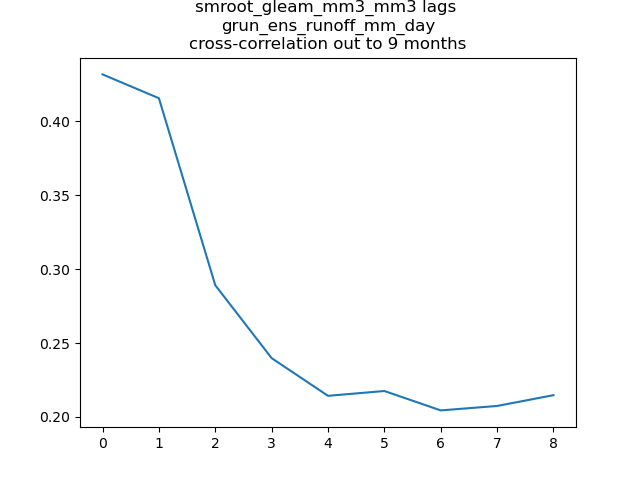 smroot_gleam_mm3_mm3 lags
grun_ens_runoff_mm_day
cross-correlation out to 9 months
0.40
0.35
0.30
0.25
0.20
0 1 2 3 4 5 6 7 8